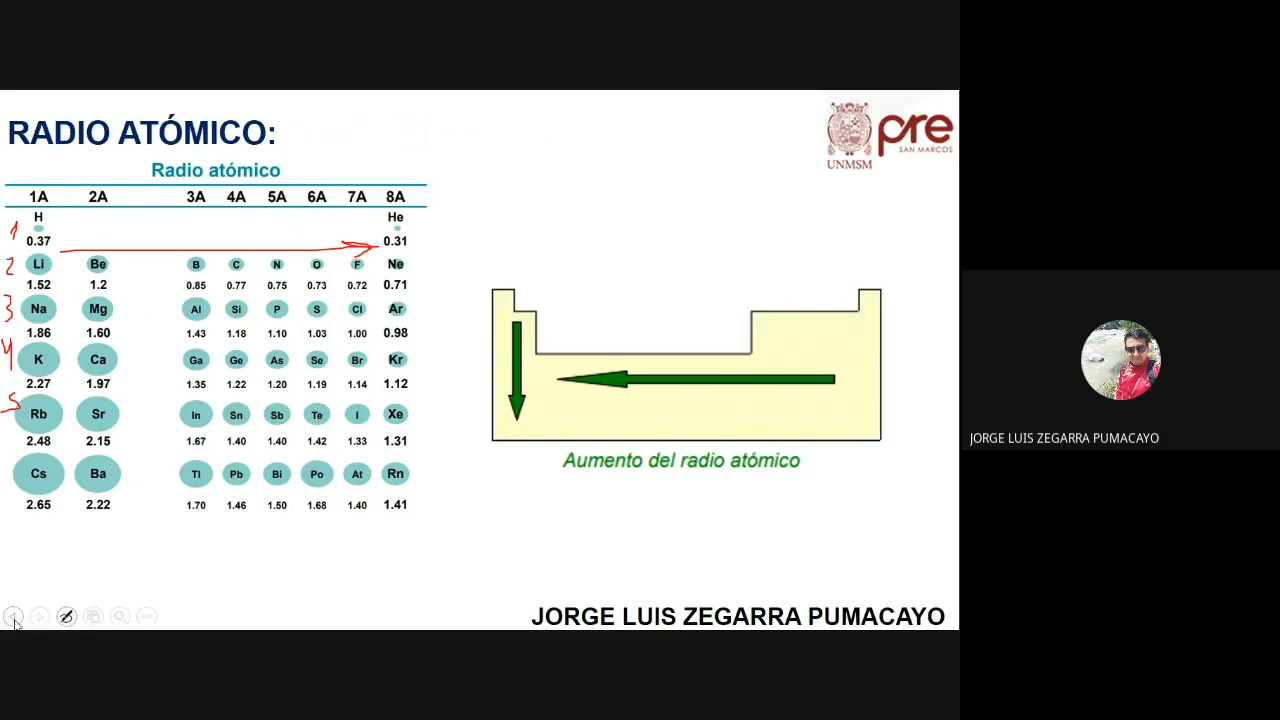 RADIO ATÓMICO:
UNMSM
pre
SAN MARCOS
Radio atómico
1A 2A 3A 4A 5A 6A 7A 8A
H He
1
0.37 0.31
2 Li Be B C N O F Ne
1.52 1.2 0.85 0.77 0.75 0.73 0.72 0.71
3 Na Mg Al Si P S Cl Ar
1.86 1.60 1.43 1.18 1.10 1.03 1.00 0.98
4 K Ca Ga Ge As Se Br Kr
2.27 1.97 1.35 1.22 1.20 1.19 1.14 1.12
5 Rb Sr In Sn Sb Te I Xe
2.48 2.15 1.67 1.40 1.40 1.42 1.33 1.31
Cs Ba Tl Pb Bi Po At Rn
2.65 2.22 1.70 1.46 1.50 1.68 1.40 1.41
Aumento del radio atómico
JORGE LUIS ZEGARRA PUMACAYO
JORGE LUIS ZEGARRA PUMACAYO